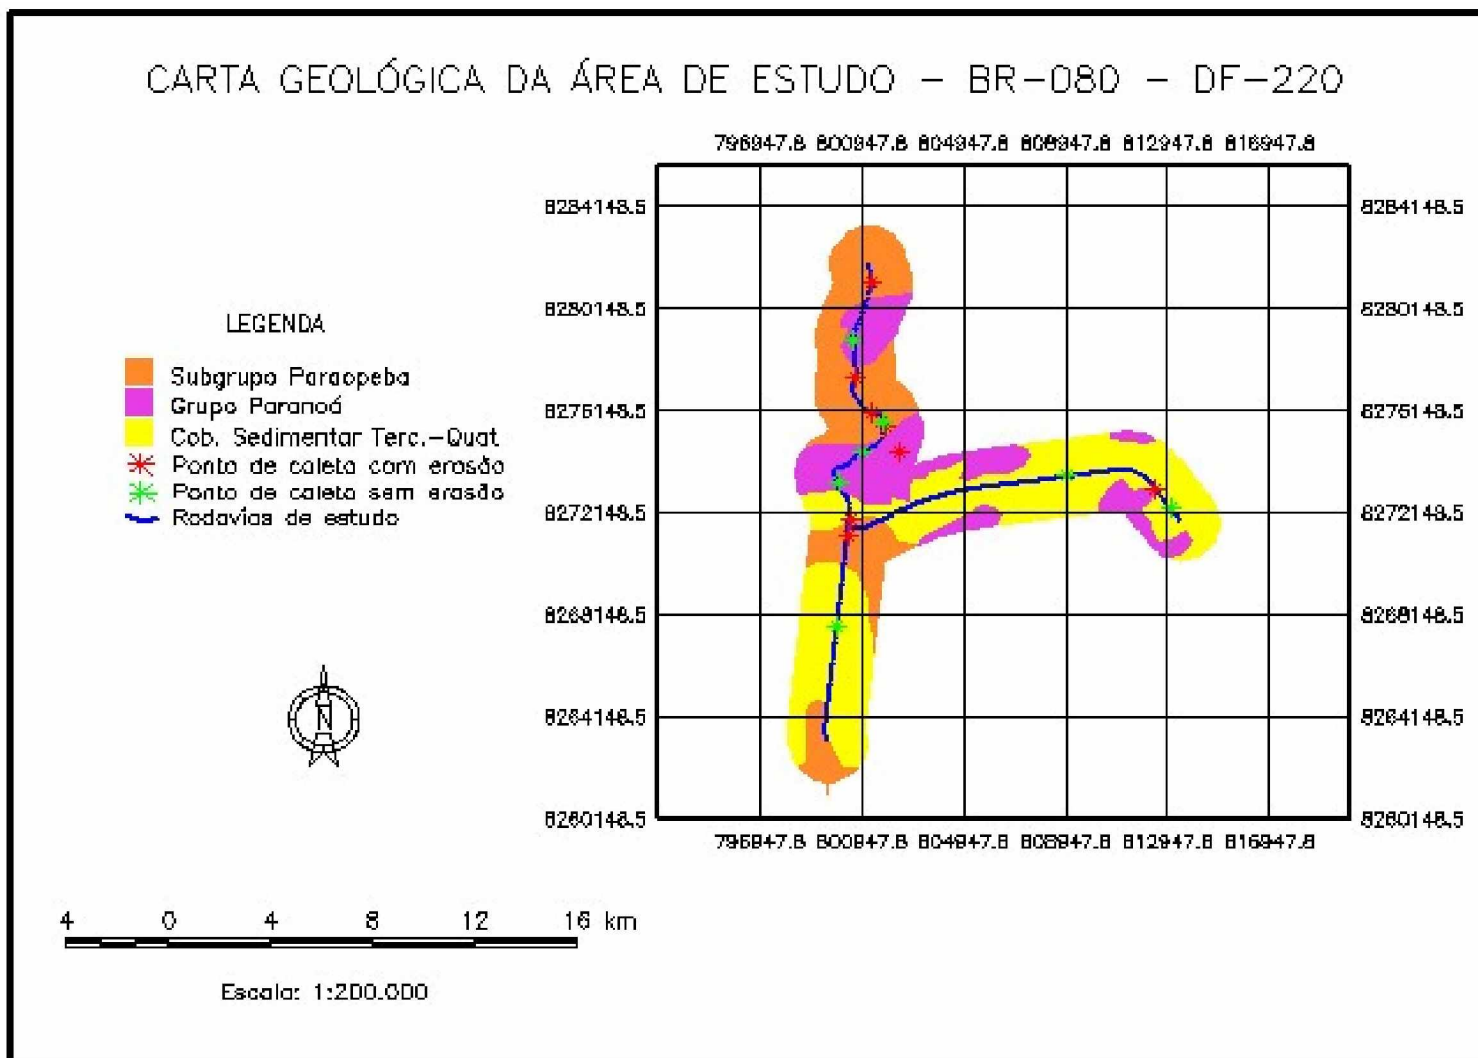 CARTA GEOLÓGICA DA ÁREA DE ESTUDO - BR-080 - DF-220
796947.8 800947.8 804947.8 808947.8 812947.8 816947.8
8284148.5 8284148.5
8280148.5 8280148.5
LEGENDA
Subgrupo Paraopeba
Grupo Paranoá
8276148.5 8276148.5
Cob. Sedimentar Terc.-Quat
Ponto de coleta com erosão
Ponto de coleta sem erosão
Rodovias de estudo
8272148.5 8272148.5
8268148.5 8268148.5
N
8264148.5 8264148.5
8260148.5 8260148.5
796947.8 800947.8 804947.8 808947.8 812947.8 816947.8
4 0 4 8 12 16 km
Escala: 1:200.000